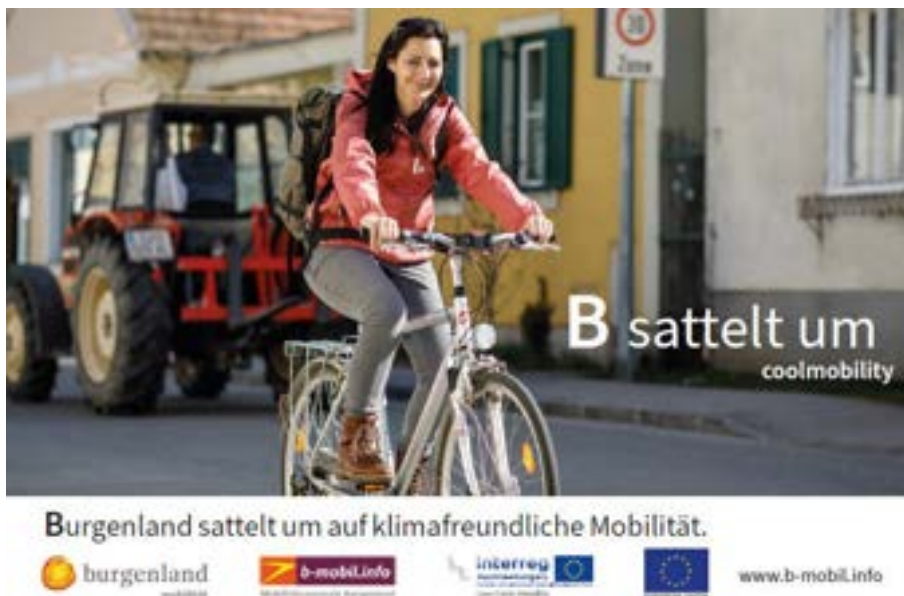 30
Zone
B sattelt um
coolmobility
Burgenland sattelt um auf klimafreundliche Mobilität.
burgenland
b-mobil.info
Interreg
www.b-mobil.info